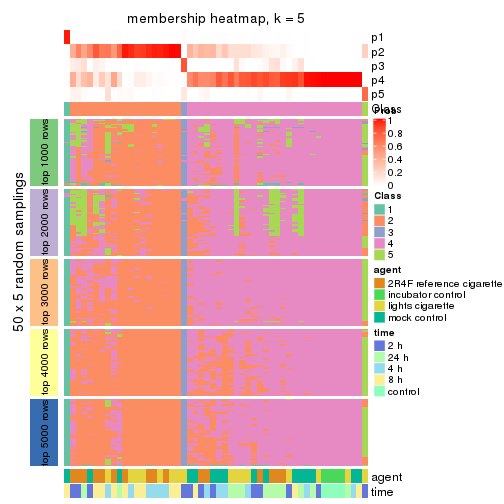 membership heatmap, k = 5
p1
p2
p3
p4
p5
Class
Prob
1
0.8
0.6
0.4
0.2
0
Class
1
2
3
4
5
agent
2R4F reference cigarette
incubator control
lights cigarette
mock control
time
2 h
24 h
4 h
8 h
control
50 x 5 random samplings
top 1000 rows
top 2000 rows
top 3000 rows
top 4000 rows
top 5000 rows
agent
time